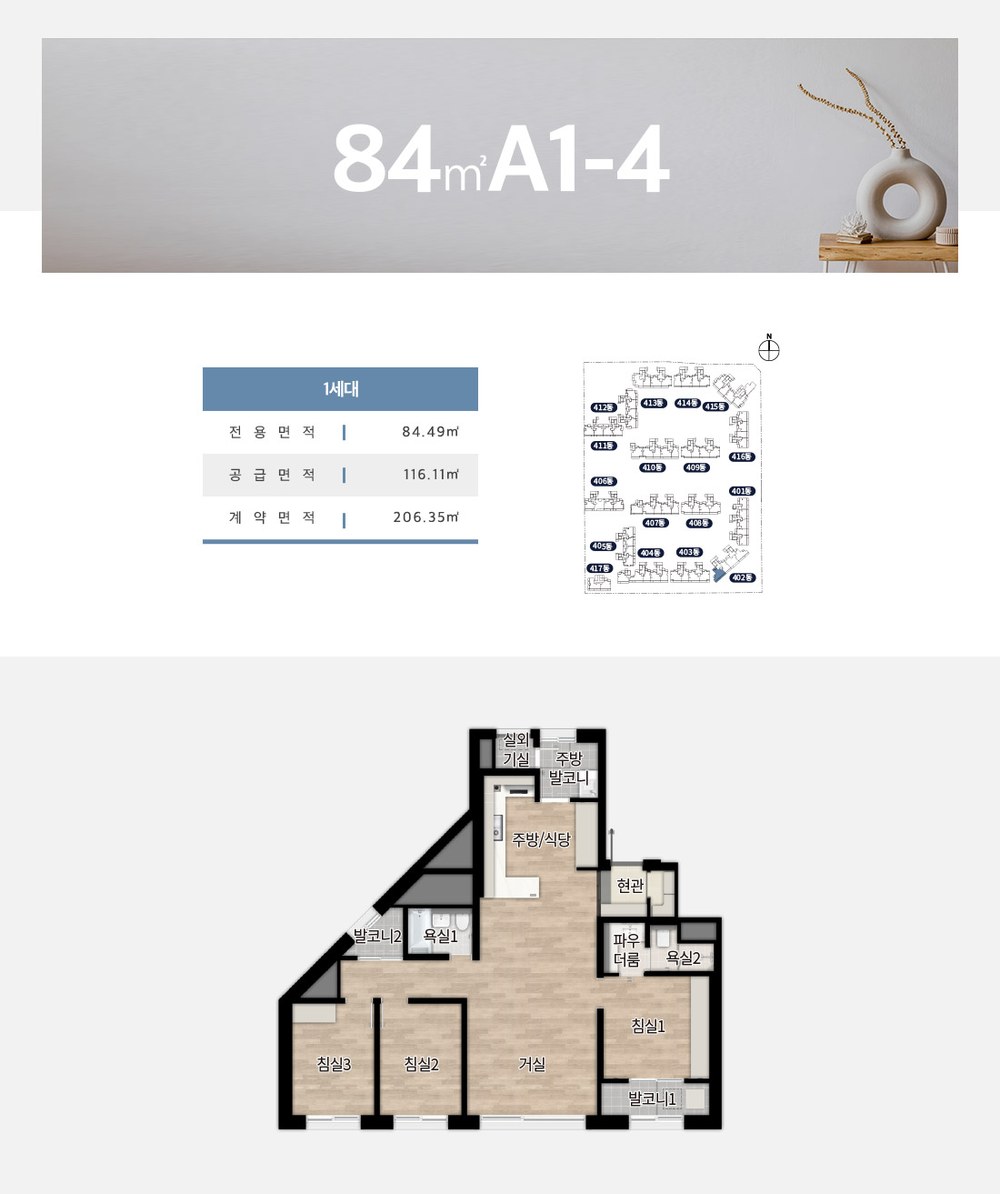 84㎡A1-4
1세대
전용면적 84.49㎡
공급면적 116.11㎡
계약면적 206.35㎡
N
412동
413동
414동
415동
411동
416동
410동
409동
406동
401동
407동
408동
405동
404동
403동
417동
402동
실외
기실
주방
발코니
주방/식당
현관
발코니2
욕실1
파우
더룸
욕실2
침실1
침실3
침실2
거실
발코니1